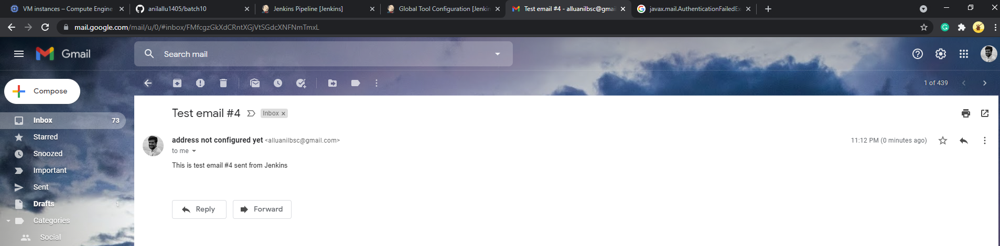 VM instances – Compute Engine
anilallu1405/batch10
Jenkins Pipeline [Jenkins]
Global Tool Configuration [Jenkin
Test email #4 - alluanilbsc@gmai
javax.mail.AuthenticationFailedEx
mail.google.com/mail/u/0/#inbox/FMfcgzGkXdCRntXGjVtSGdcXNFNmTmxL
Gmail
Search mail
Compose
1 of 439
Test email #4
Inbox ×
Inbox 73
address not configured yet <alluanilbsc@gmail.com>
11:12 PM (0 minutes ago)
Starred
to me
Snoozed
This is test email #4 sent from Jenkins
Important
Sent
Drafts 1
Reply
Forward
Categories
Social